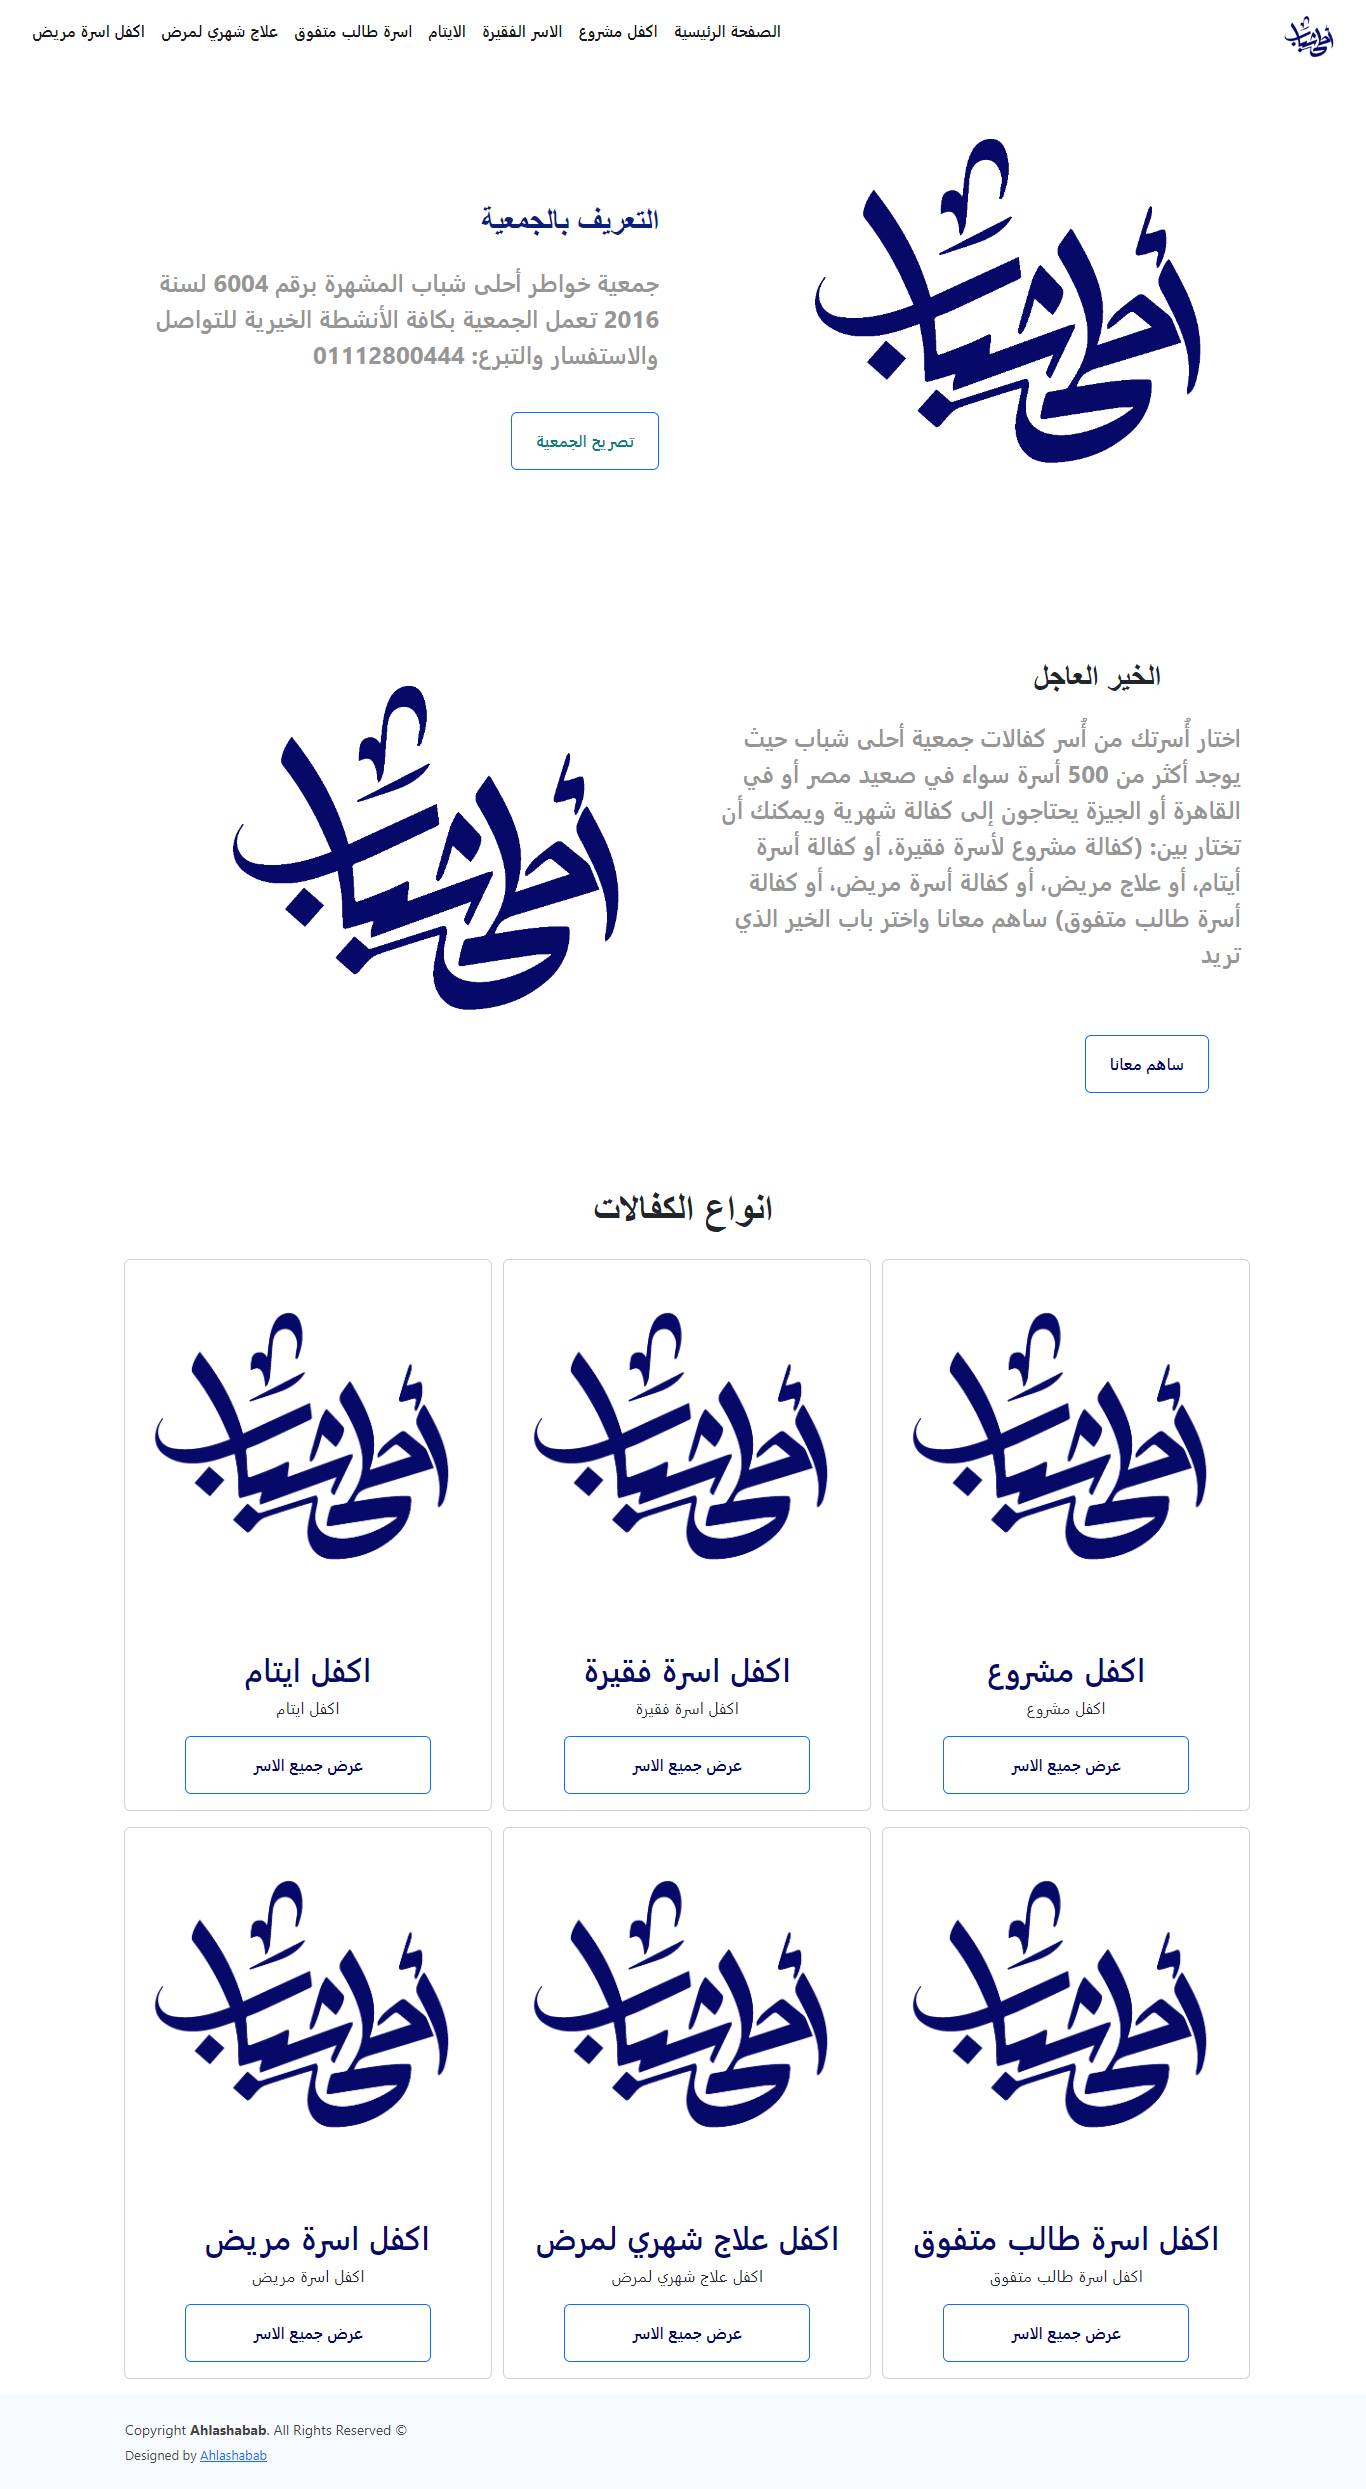 أحلى شباب
الصفحة الرئيسية اكفل مشروع الاسر الفقيرة الايتام اسرة طالب متفوق علاج شهري لمرض اكفل اسرة مريض
أحلى شباب
التعريف بالجمعية
جمعية خواطر أحلى شباب المشهرة برقم 6004 لسنة
2016 تعمل الجمعية بكافة الأنشطة الخيرية للتواصل
والاستفسار والتبرع: 01112800444
تصريح الجمعية
الخير العاجل
اختار أُسرتك من أُسر كفالات جمعية أحلى شباب حيث
يوجد أكثر من 500 أسرة سواء في صعيد مصر أو في
القاهرة أو الجيزة يحتاجون إلى كفالة شهرية ويمكنك أن
تختار بين: (كفالة مشروع لأسرة فقيرة، أو كفالة أسرة
أيتام، أو علاج مريض، أو كفالة أسرة مريض، أو كفالة
أسرة طالب متفوق) ساهم معانا واختر باب الخير الذي
تريد
ساهم معانا
أحلى شباب
انواع الكفالات
أحلى شباب
اكفل مشروع
اكفل مشروع
عرض جميع الاسر
أحلى شباب
اكفل اسرة فقيرة
اكفل اسرة فقيرة
عرض جميع الاسر
أحلى شباب
اكفل ايتام
اكفل ايتام
عرض جميع الاسر
أحلى شباب
اكفل اسرة طالب متفوق
اكفل اسرة طالب متفوق
عرض جميع الاسر
أحلى شباب
اكفل علاج شهري لمرض
اكفل علاج شهري لمرض
عرض جميع الاسر
أحلى شباب
اكفل اسرة مريض
اكفل اسرة مريض
عرض جميع الاسر
Copyright Ahlashabab. All Rights Reserved ©
Designed by Ahlashabab